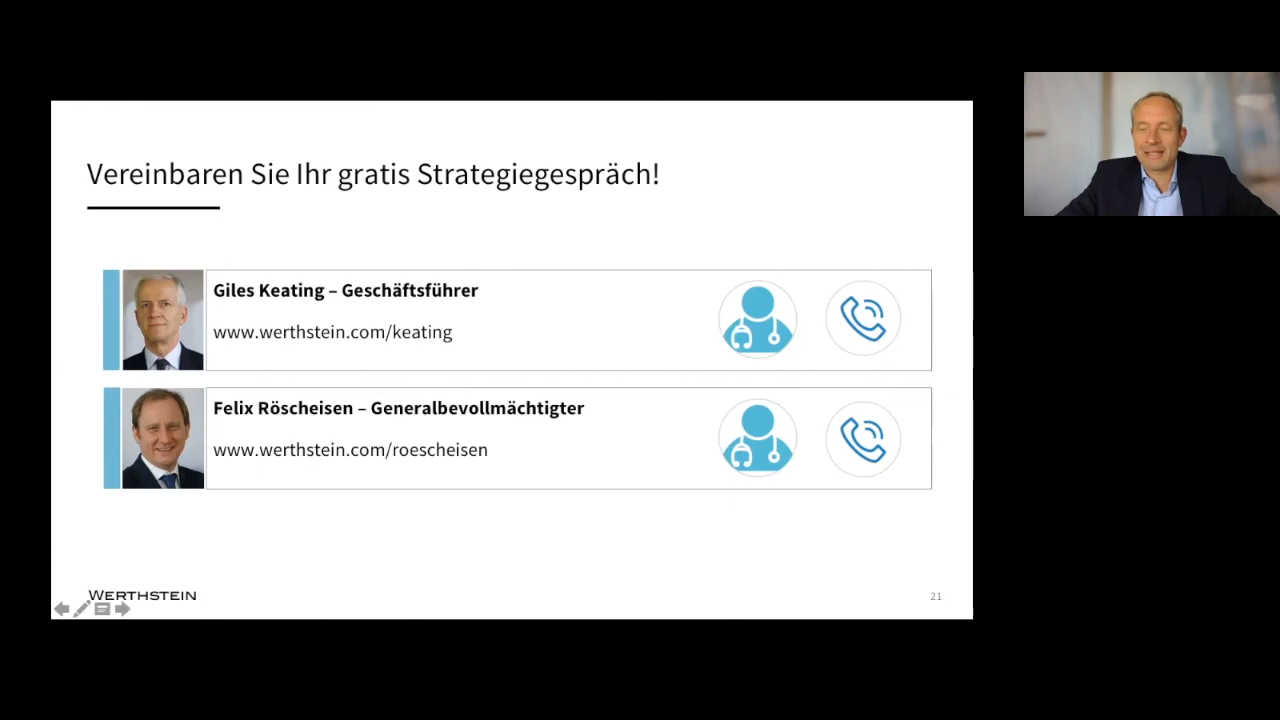 Vereinbaren Sie Ihr gratis Strategiegespräch!
Giles Keating – Geschäftsführer
www.werthstein.com/keating
Felix Röscheisen – Generalbevollmächtigter
www.werthstein.com/roescheisen
WERTHSTEIN
21